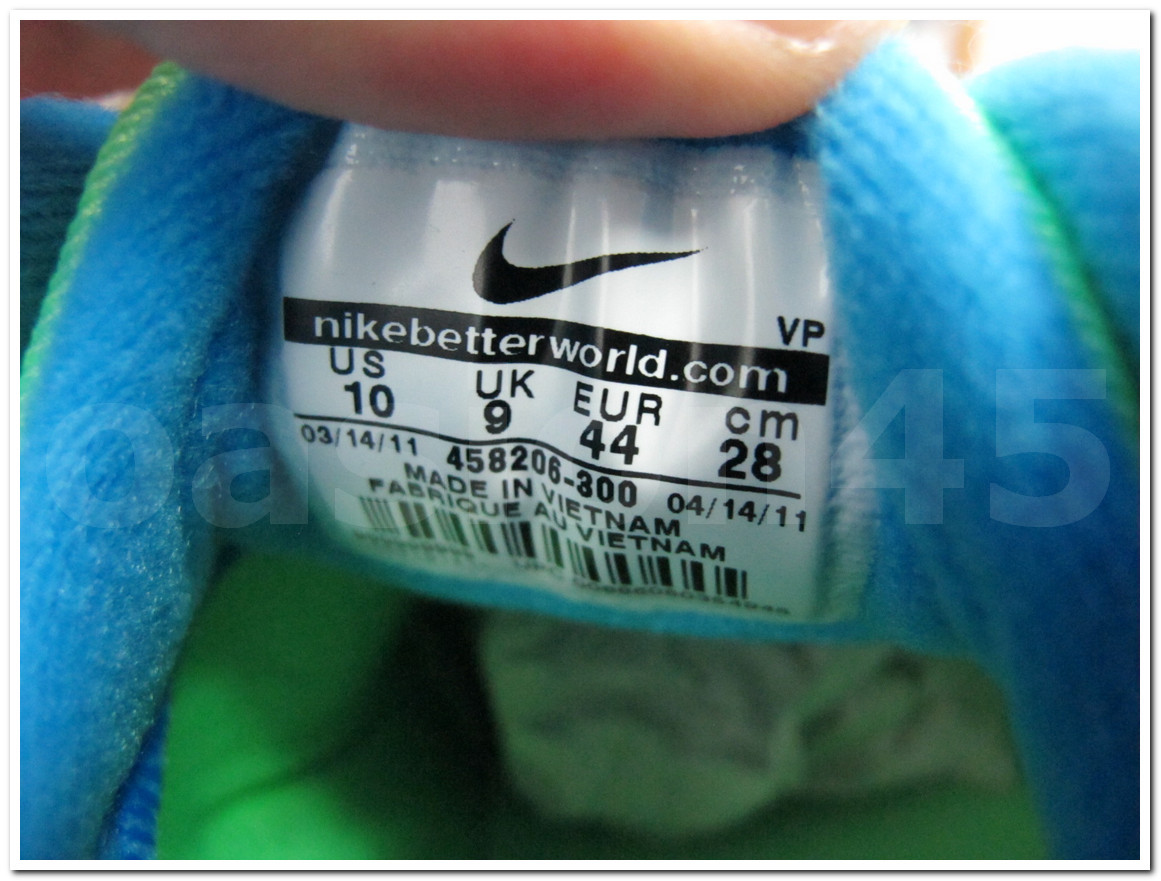 VP
nikebetterworld.com
US UK EUR cm
10 9 44 28
03/14/11 458206-300 04/14/11
MADE IN VIETNAM
FABRIQUE AU VIETNAM